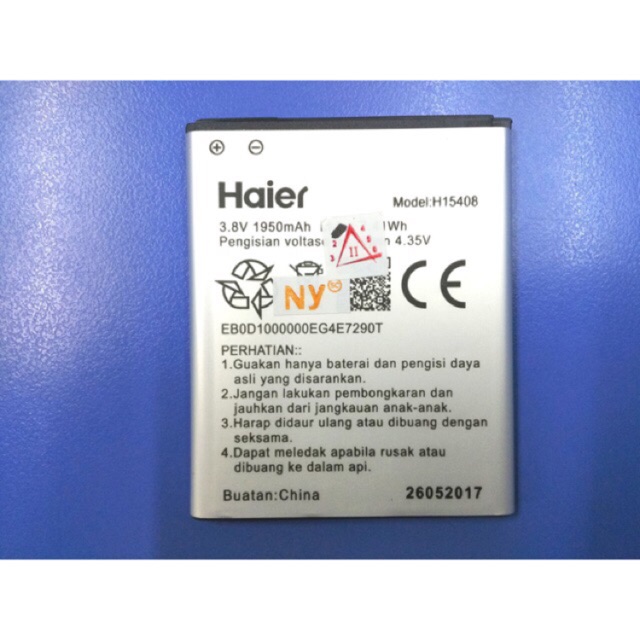 Haier
Model:H15408
3.8V 1950mAh Wh
Pengisian 4.35V
II
NY
EB0D1000000EG4E7290T
PERHATIAN::
1.Guakan hanya baterai dan pengisi daya
asli yang disarankan.
2.Jangan lakukan pembongkaran dan
jauhkan dari jangkauan anak-anak.
3.Harap didaur ulang atau dibuang dengan
seksama.
4.Dapat meledak apabila rusak atau
dibuang ke dalam api.
Buatan:China
26052017